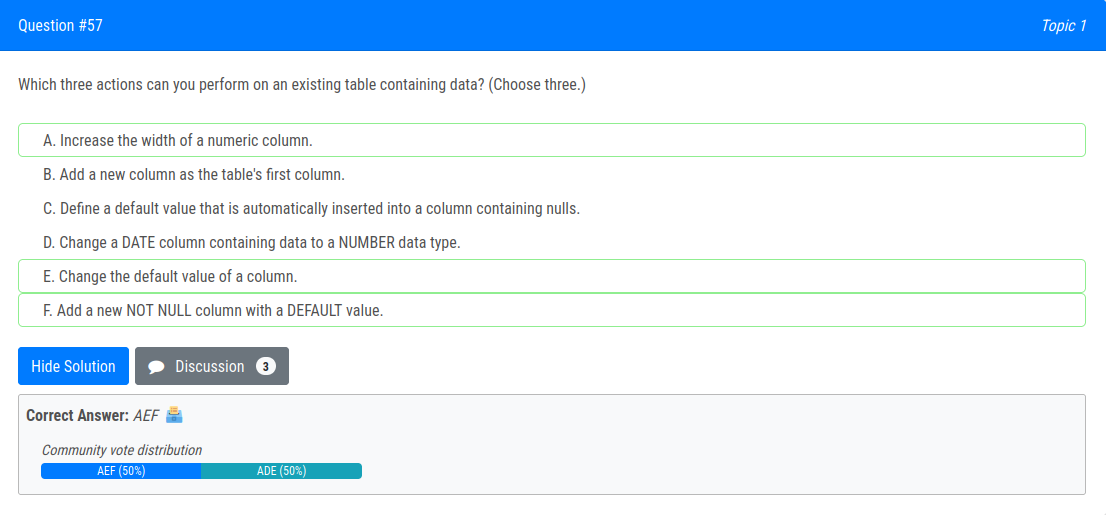 Question #57
Topic 1
Which three actions can you perform on an existing table containing data? (Choose three.)
A. Increase the width of a numeric column.
B. Add a new column as the table's first column.
C. Define a default value that is automatically inserted into a column containing nulls.
D. Change a DATE column containing data to a NUMBER data type.
E. Change the default value of a column.
F. Add a new NOT NULL column with a DEFAULT value.
Hide Solution
Discussion 3
Correct Answer: AEF
Community vote distribution
AEF (50%)
ADE (50%)